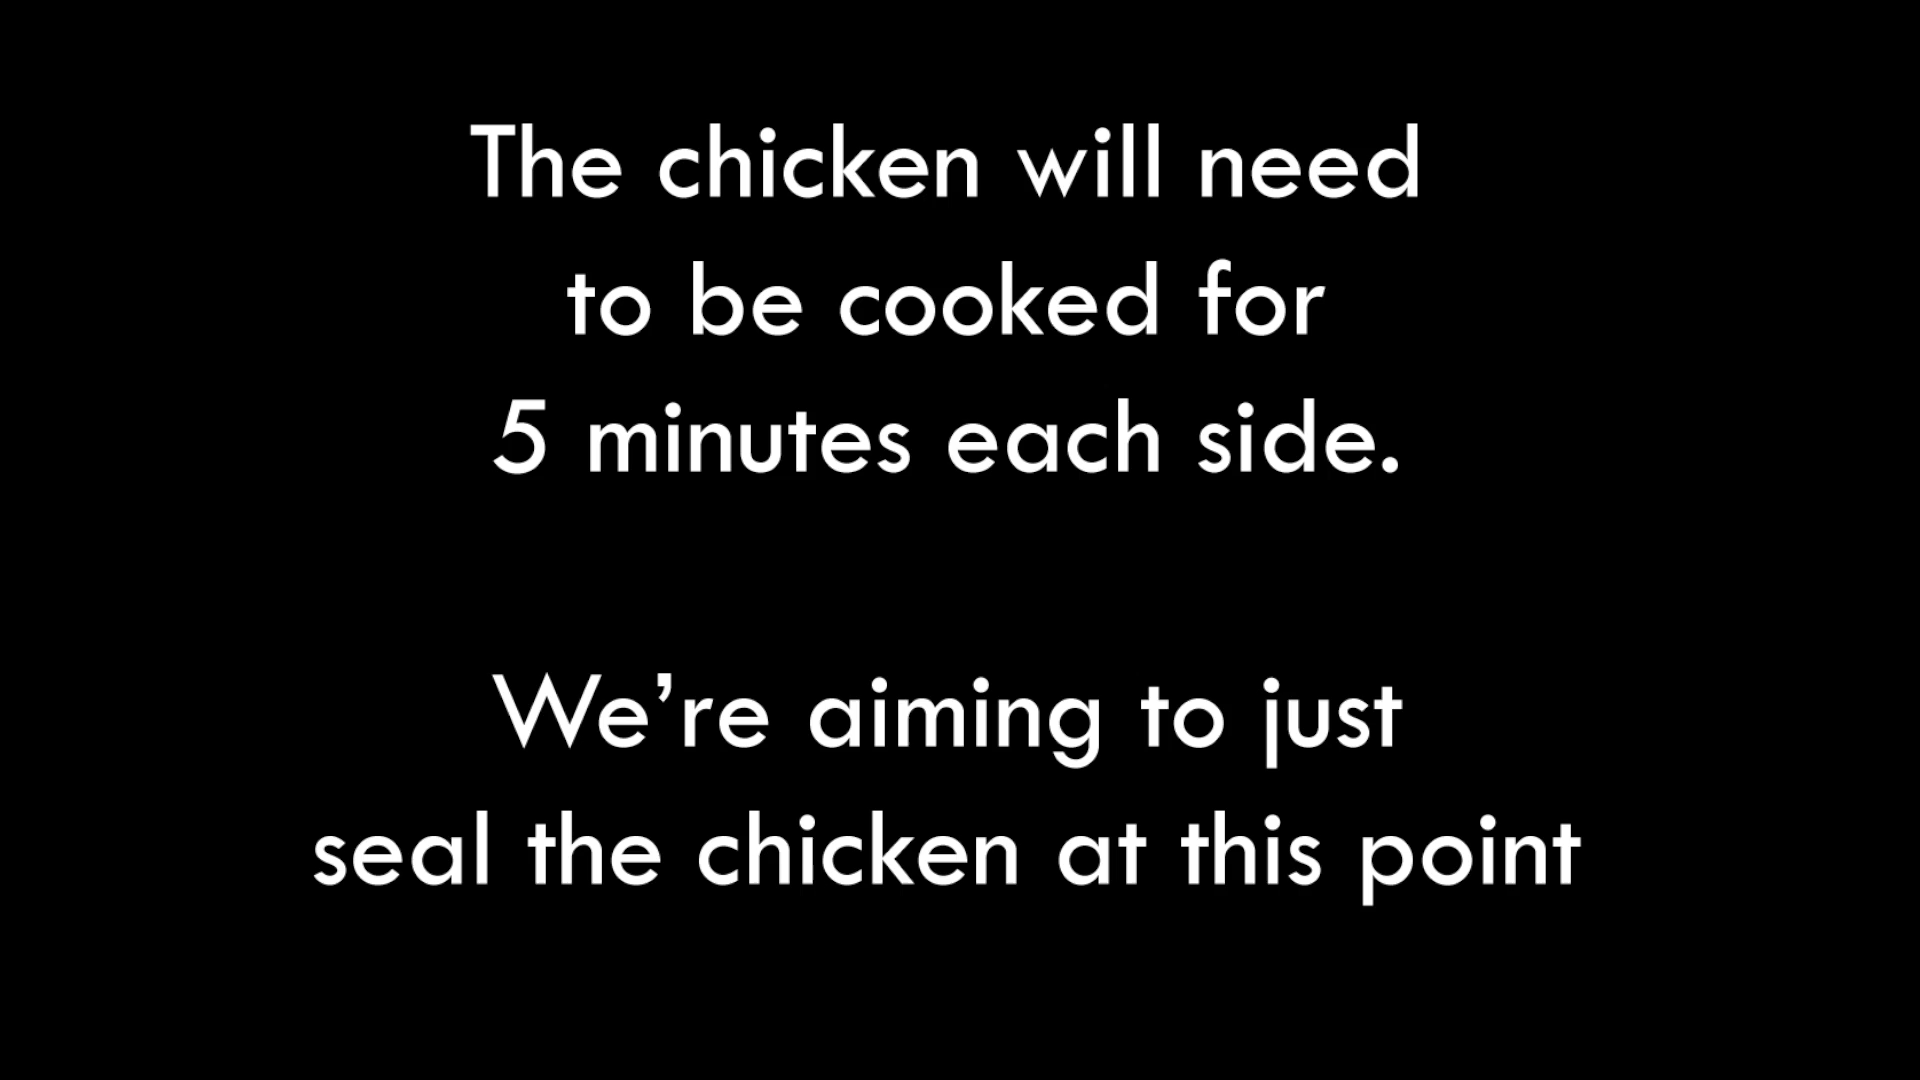 The chicken will need
to be cooked for
5 minutes each side.
We’re aiming to just
seal the chicken at this point